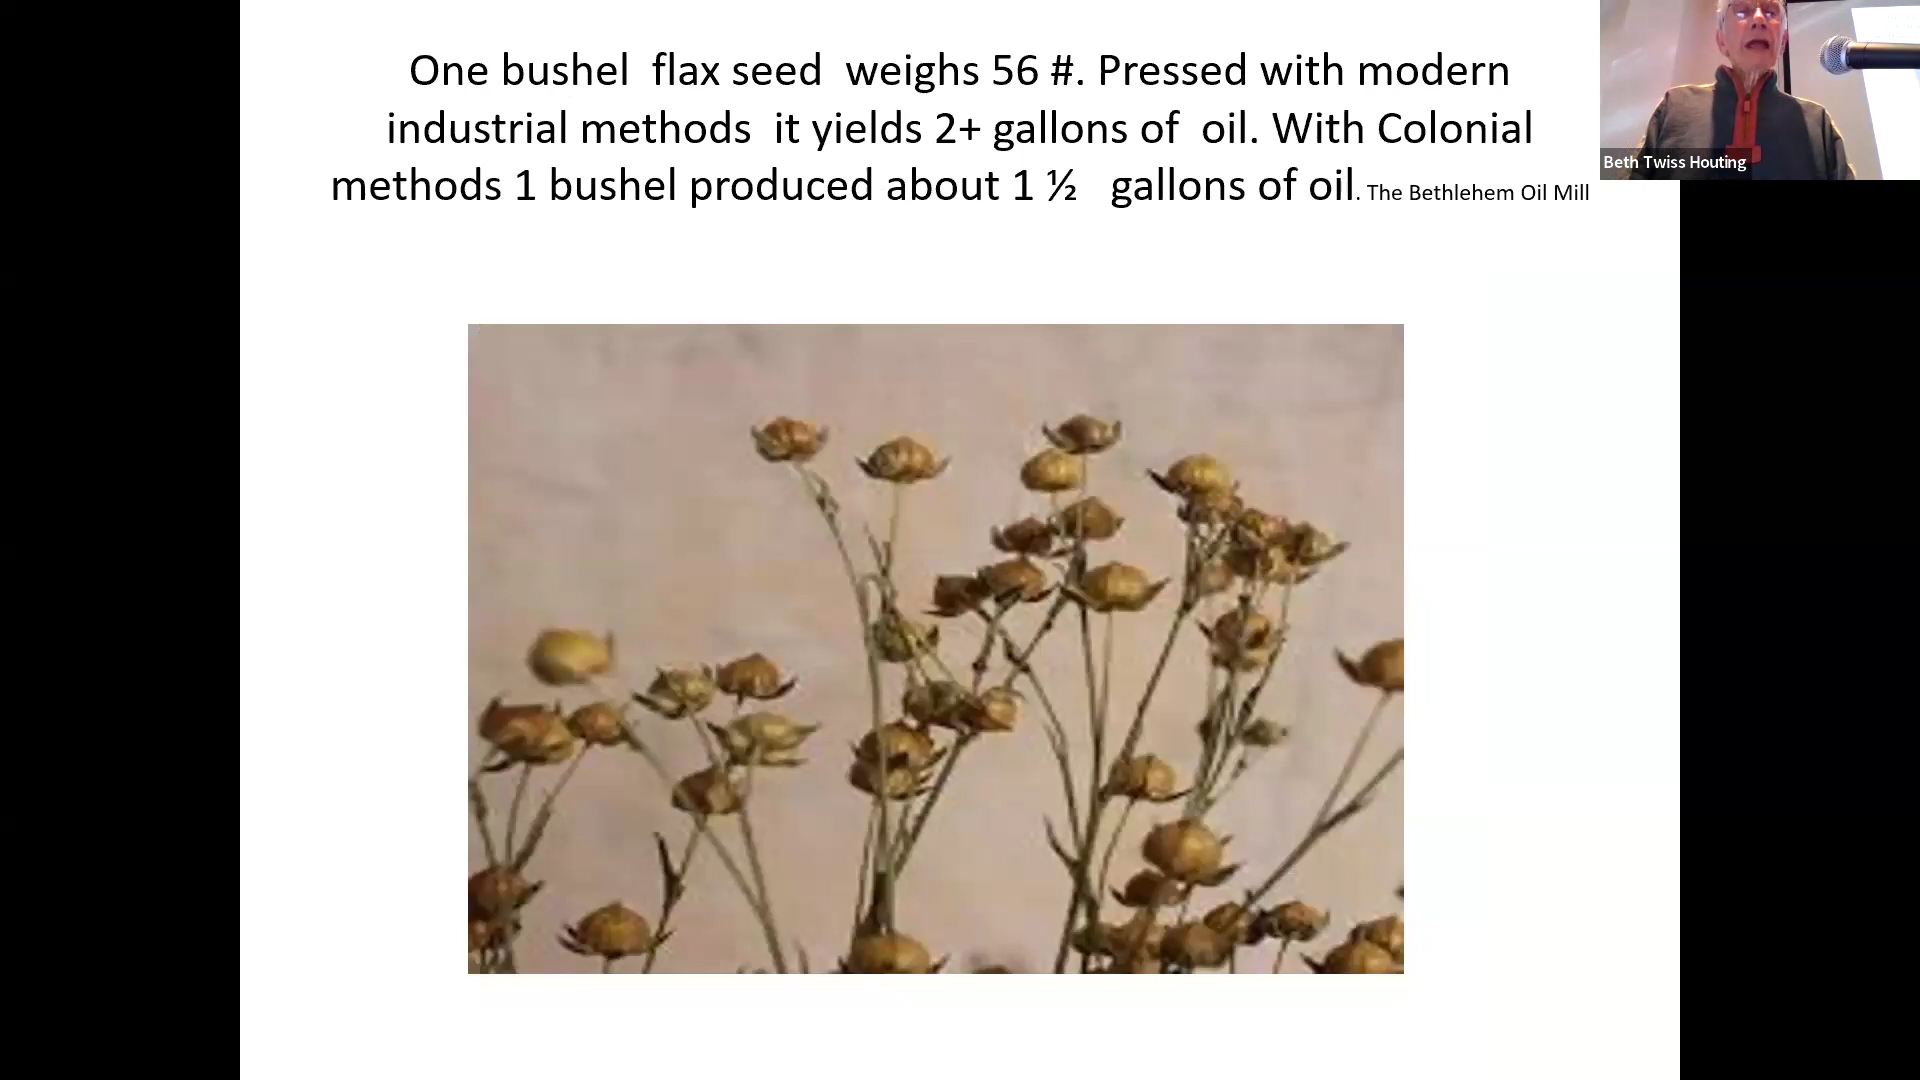 One bushel  flax seed  weighs 56 #. Pressed with modern
industrial methods  it yields 2+ gallons of  oil. With Colonial
methods 1 bushel produced about 1 ½   gallons of oil. The Bethlehem Oil Mill
Beth Twiss Houting